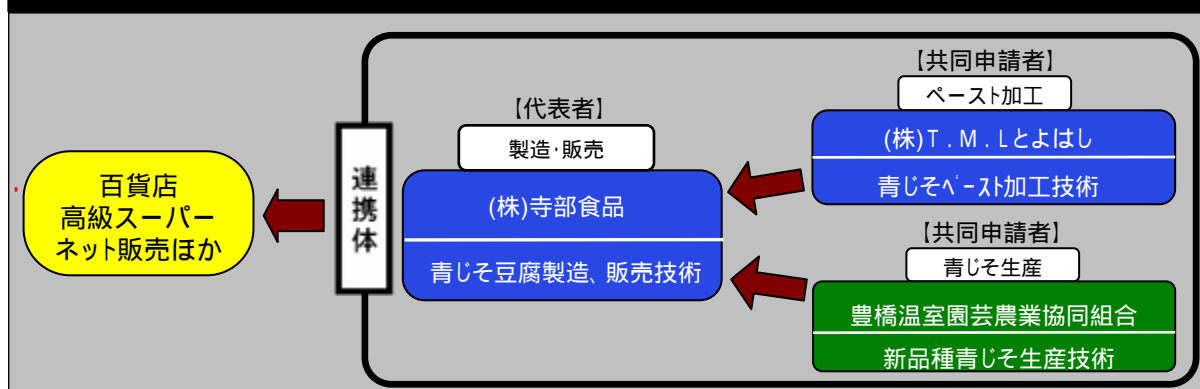 百貨店
高級スーパー
ネット販売ほか
連携体
【代表者】
製造・販売
(株)寺部食品
青じそ豆腐製造、販売技術
【共同申請者】
ペースト加工
(株)T.M.Lとよはし
青じそペースト加工技術
【共同申請者】
青じそ生産
豊橋温室園芸農業協同組合
新品種青じそ生産技術